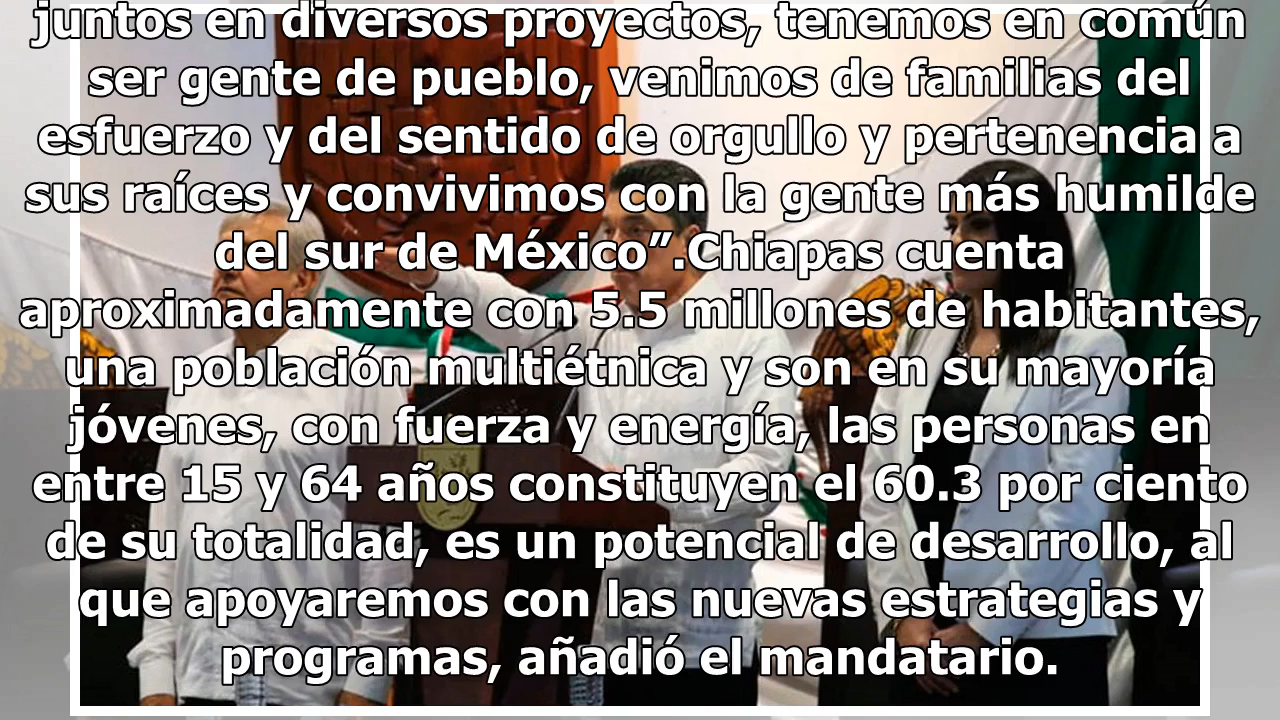 juntos en diversos proyectos, tenemos en común
ser gente de pueblo, venimos de familias del
esfuerzo y del sentido de orgullo y pertenencia a
sus raíces y convivimos con la gente más humilde
del sur de México”.Chiapas cuenta
aproximadamente con 5.5 millones de habitantes,
una población multiétnica y son en su mayoría
jóvenes, con fuerza y energía, las personas en
entre 15 y 64 años constituyen el 60.3 por ciento
de su totalidad, es un potencial de desarrollo, al
que apoyaremos con las nuevas estrategias y
programas, añadió el mandatario.